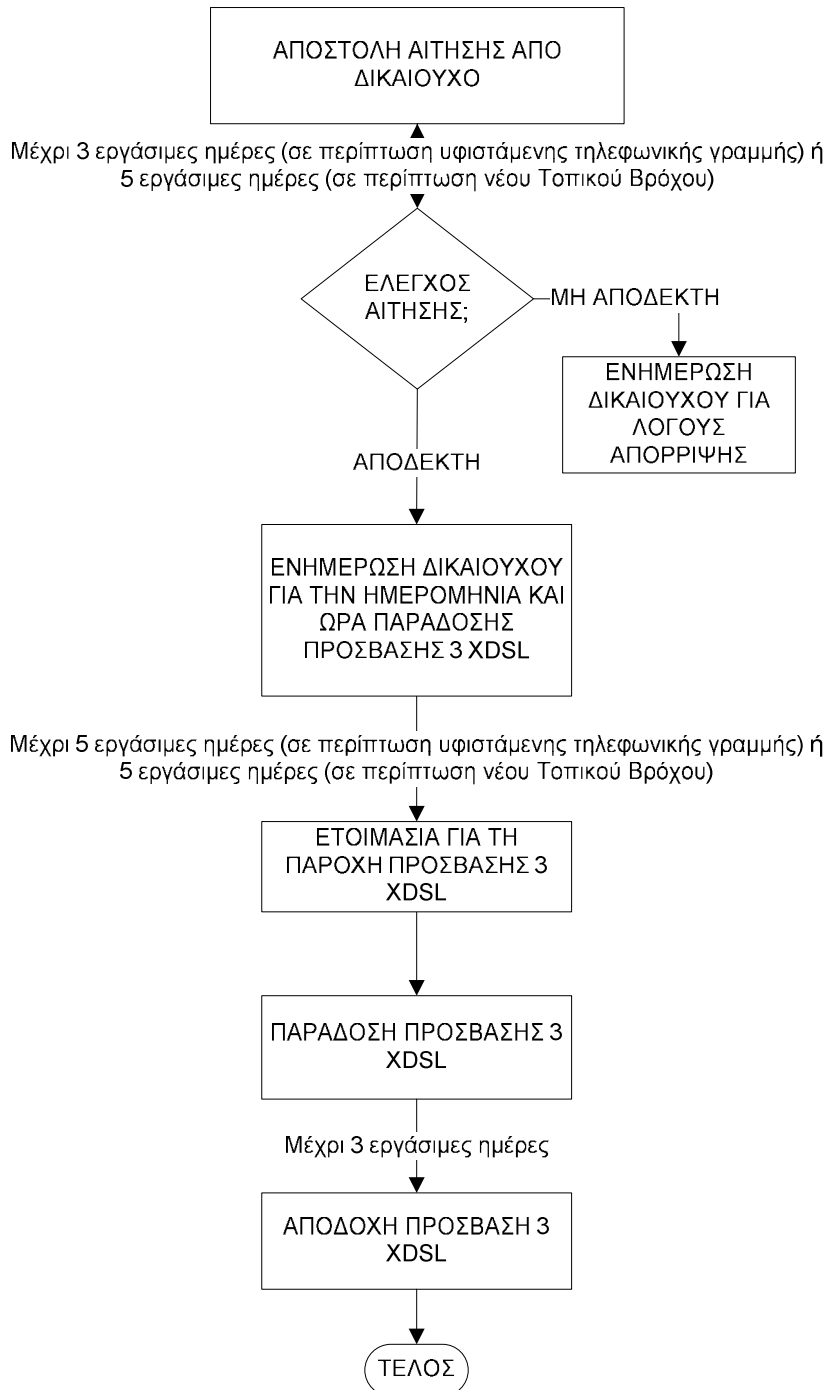 ΑΠΟΣΤΟΛΗ ΑΙΤΗΣΗΣ ΑΠΟ
ΔΙΚΑΙΟΥΧΟ
Μέχρι 3 εργάσιμες ημέρες (σε περίπτωση υφιστάμενης τηλεφωνικής γραμμής) ή
5 εργάσιμες ημέρες (σε περίπτωση νέου Τοπικού Βρόχου)
ΕΛΕΓΧΟΣ
ΑΙΤΗΣΗΣ;
ΜΗ ΑΠΟΔΕΚΤΗ
ΕΝΗΜΕΡΩΣΗ
ΔΙΚΑΙΟΥΧΟΥ ΓΙΑ
ΛΟΓΟΥΣ
ΑΠΟΡΡΙΨΗΣ
ΑΠΟΔΕΚΤΗ
ΕΝΗΜΕΡΩΣΗ ΔΙΚΑΙΟΥΧΟΥ
ΓΙΑ ΤΗΝ ΗΜΕΡΟΜΗΝΙΑ ΚΑΙ
ΩΡΑ ΠΑΡΑΔΟΣΗΣ
ΠΡΟΣΒΑΣΗΣ 3 XDSL
Μέχρι 5 εργάσιμες ημέρες (σε περίπτωση υφιστάμενης τηλεφωνικής γραμμής) ή
5 εργάσιμες ημέρες (σε περίπτωση νέου Τοπικού Βρόχου)
ΕΤΟΙΜΑΣΙΑ ΓΙΑ ΤΗ
ΠΑΡΟΧΗ ΠΡΟΣΒΑΣΗΣ 3
XDSL
ΠΑΡΑΔΟΣΗ ΠΡΟΣΒΑΣΗΣ 3
XDSL
Μέχρι 3 εργάσιμες ημέρες
ΑΠΟΔΟΧΗ ΠΡΟΣΒΑΣΗ 3
XDSL
ΤΕΛΟΣ